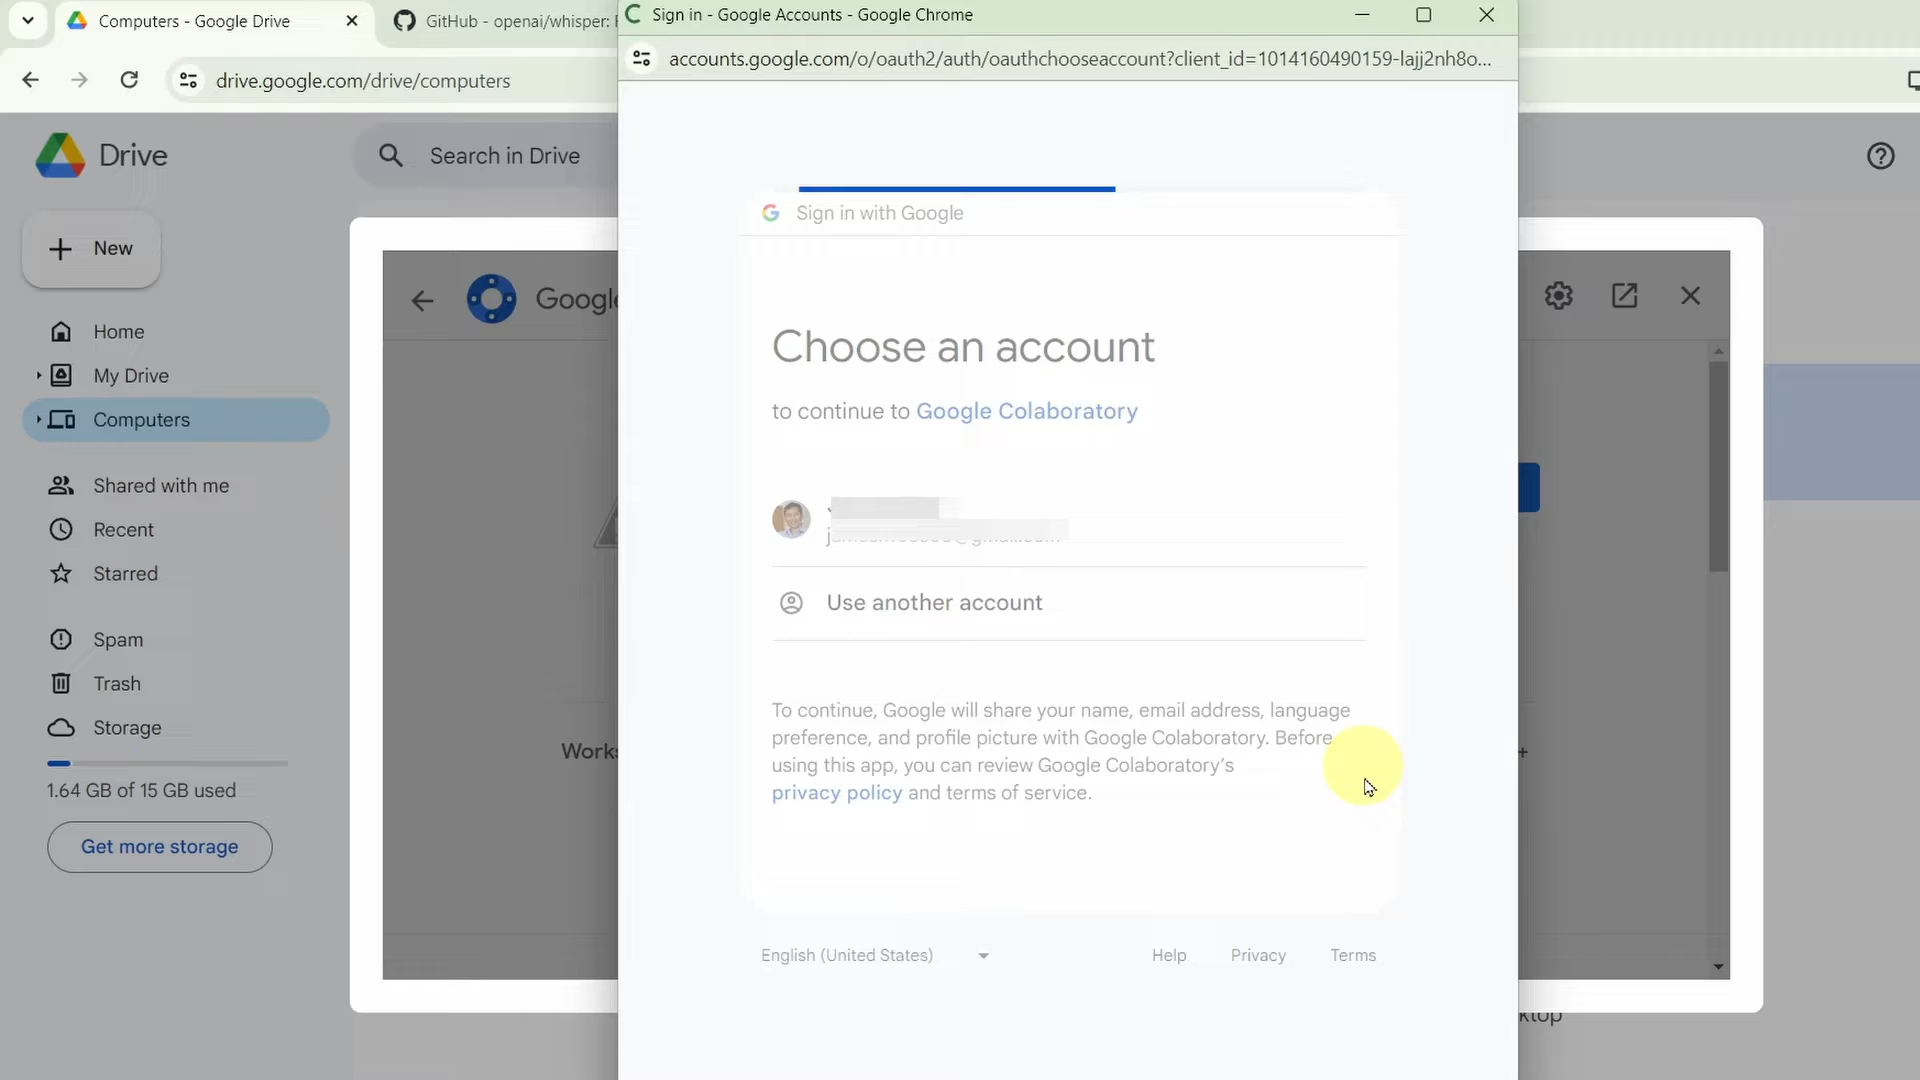 Computers - Google Drive
GitHub - openai/whisper:
Sign in - Google Accounts - Google Chrome
drive.google.com/drive/computers
accounts.google.com/o/oauth2/auth/oauthchooseaccount?client_id=1014160490159-lajj2nh8o...
Drive
Search in Drive
New
Home
My Drive
Computers
Shared with me
Recent
Starred
Spam
Trash
Storage
1.64 GB of 15 GB used
Get more storage
Sign in with Google
Choose an account
to continue to Google Colaboratory
Use another account
To continue, Google will share your name, email address, language
preference, and profile picture with Google Colaboratory. Before
using this app, you can review Google Colaboratory's
privacy policy and terms of service.
English (United States)
Help
Privacy
Terms